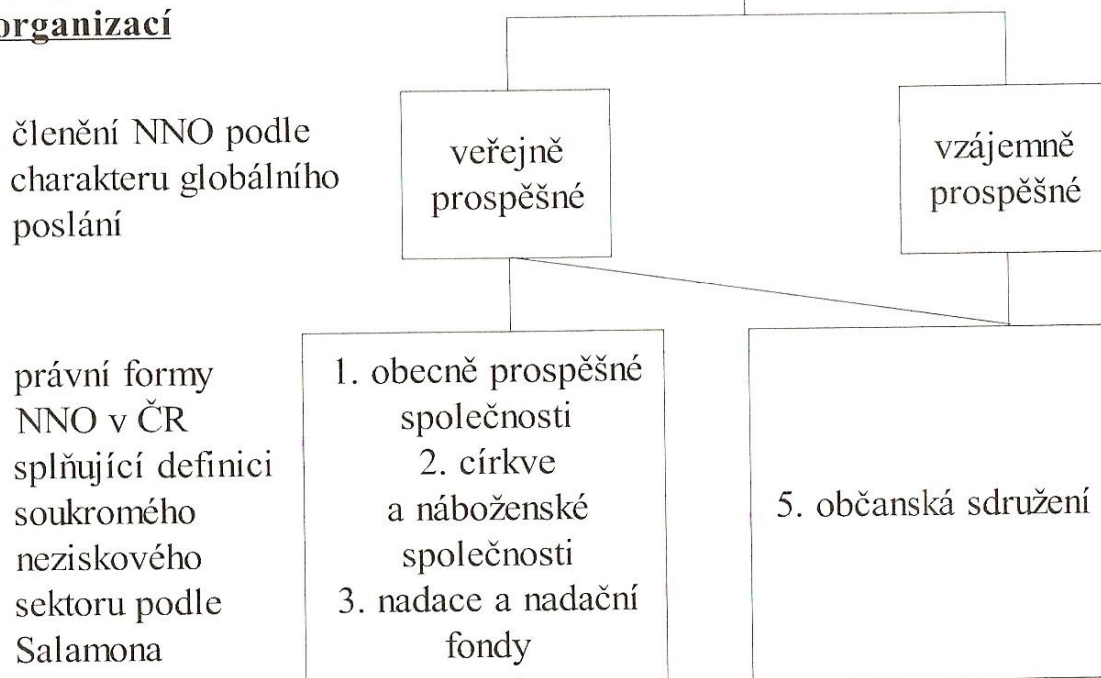 organizací
členění NNO podle
charakteru globálního
poslání
veřejně
prospěšné
vzájemně
prospěšné
právní formy
NNO v ČR
splňující definici
soukromého
neziskového
sektoru podle
Salamona
1. obecně prospěšné
společnosti
2. církve
a náboženské
společnosti
3. nadace a nadační
fondy
5. občanská sdružení